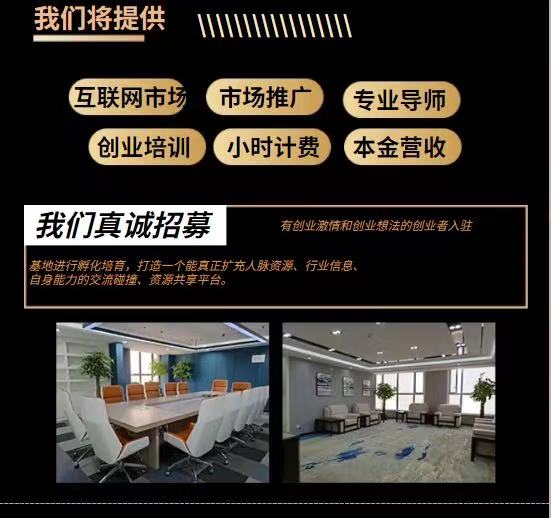 我们将提供
互联网市场
市场推广
专业导师
创业培训
小时计费
本金营收
我们真诚招募
有创业激情和创业想法的创业者入驻
基地进行孵化培育，打造一个能真正扩充人脉资源、行业信息、
自身能力的交流碰撞、资源共享平台。